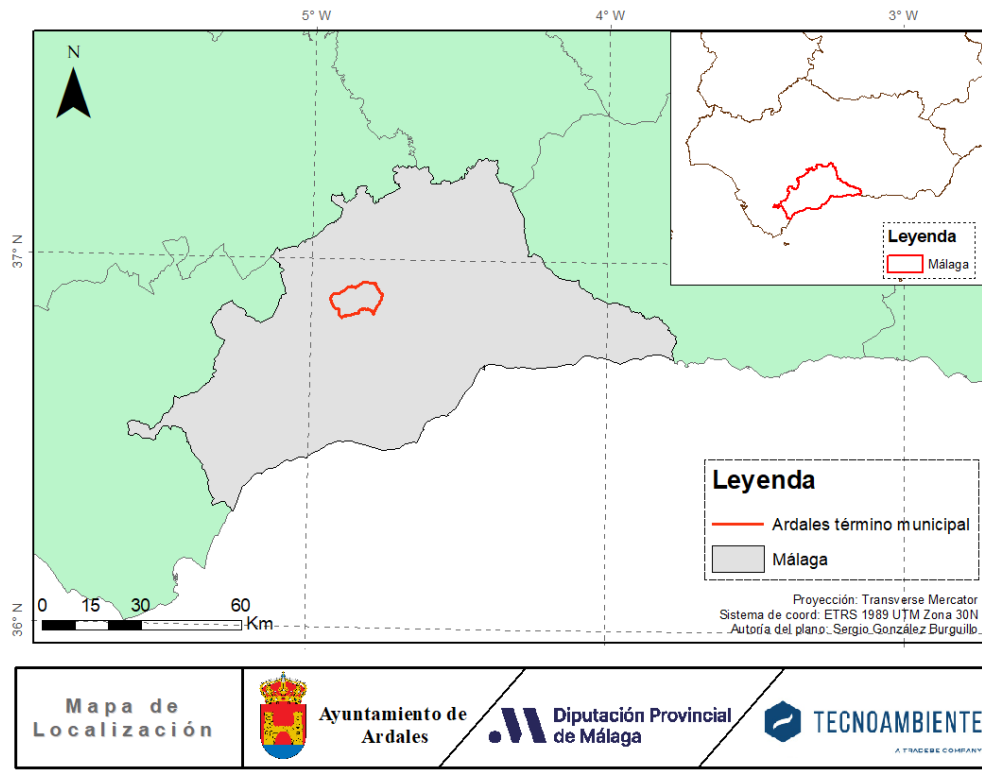 5° W
4° W
3° W
N
37° N
36° N
Leyenda
Málaga
Leyenda
Ardales término municipal
Málaga
0 15 30 60
Km
Proyección: Transverse Mercator
Sistema de coord: ETRS 1989 UTM Zona 30N
Autoría del plano: Sergio González Burguillo
Mapa de
Localización
Ayuntamiento de
Ardales
Diputación Provincial
de Málaga
TECNOAMBIENTE
A TRADEBE COMPANY